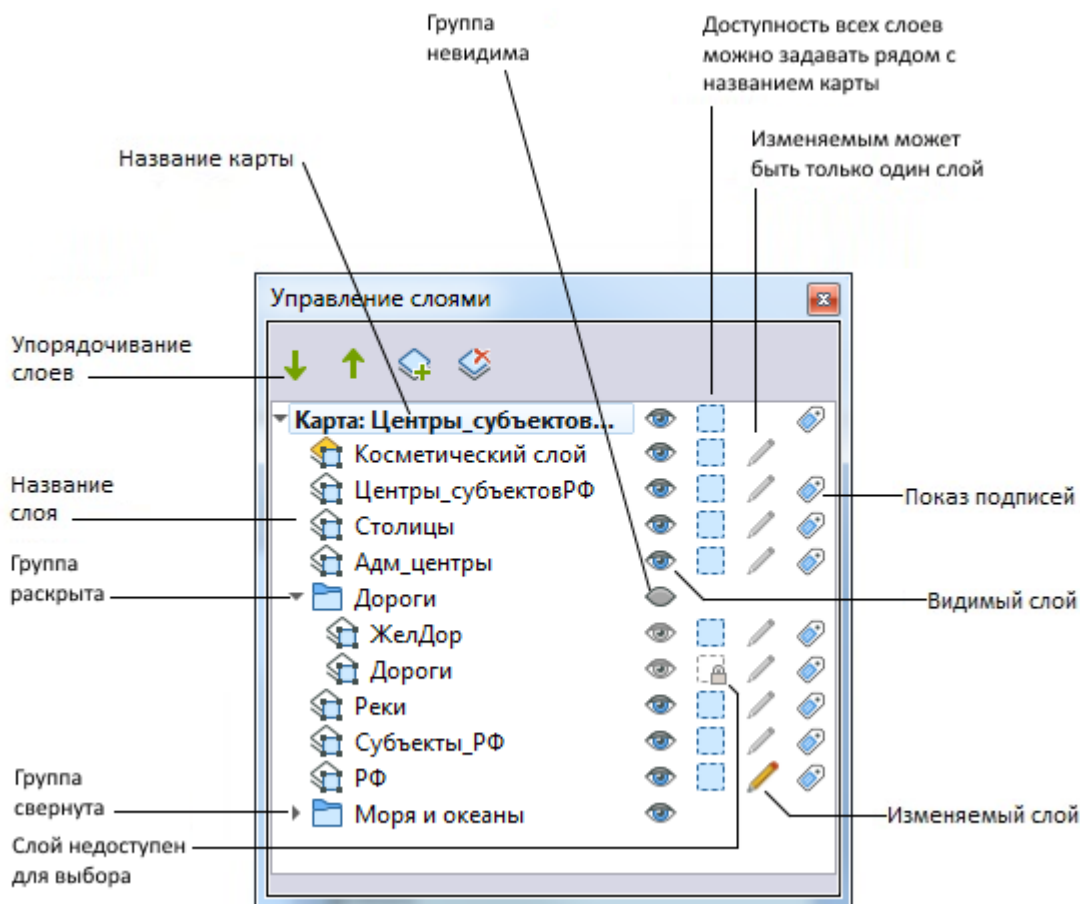 Группа
невидима
Доступность всех слоев
можно задавать рядом с
названием карты
Название карты
Изменяемым может
быть только один слой
Управление слоями
Упорядочивание
слоев
Карта: Центры_субъектов...
Косметический слой
Название
слоя
Центры_субъектовРФ
Показ подписей
Столицы
Группа
раскрыта
Адм_центры
Дороги
Видимый слой
ЖелДор
Дороги
Реки
Субъекты_РФ
Группа
свернута
РФ
Моря и океаны
Изменяемый слой
Слой недоступен
для выбора